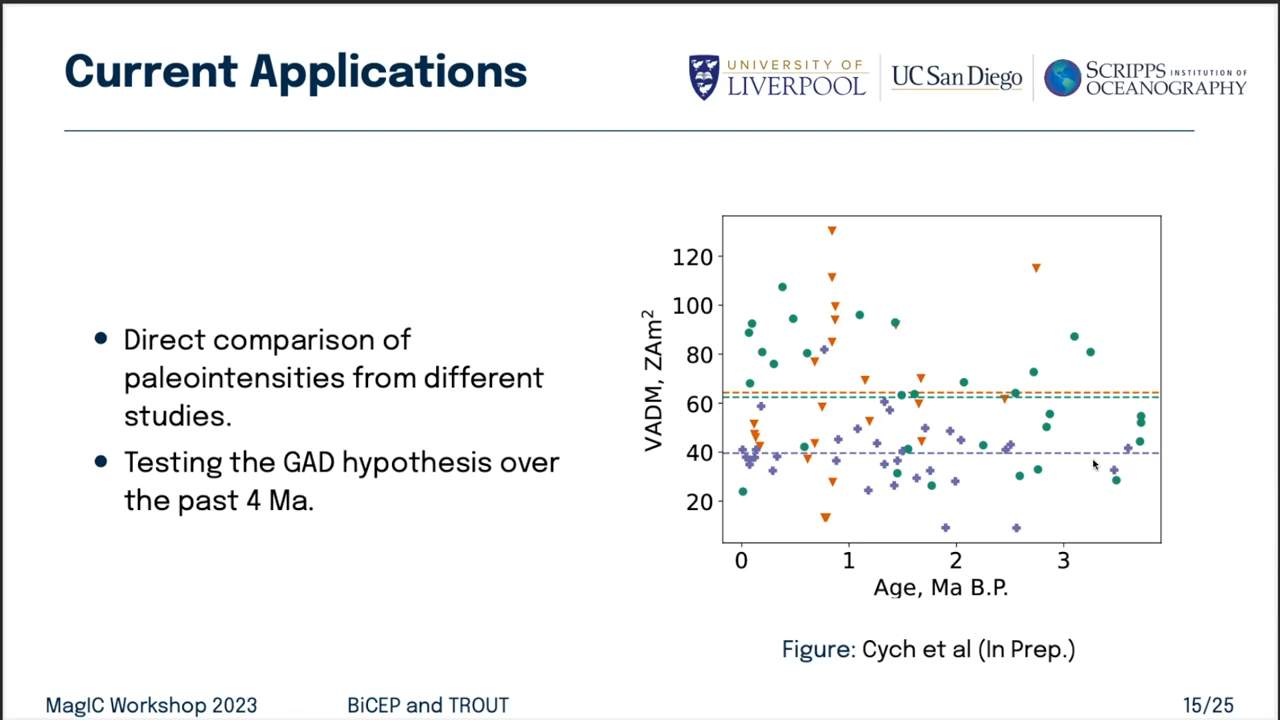 Current Applications
UNIVERSITY OF
LIVERPOOL
UC San Diego
SCRIPPS INSTITUTION OF
OCEANOGRAPHY
Direct comparison of
paleointensities from different
studies.
Testing the GAD hypothesis over
the past 4 Ma.
VADM, ZAm²
120
100
80
60
40
20
0 1 2 3
Age, Ma B.P.
Figure: Cych et al (In Prep.)
MagIC Workshop 2023 BiCEP and TROUT 15/25